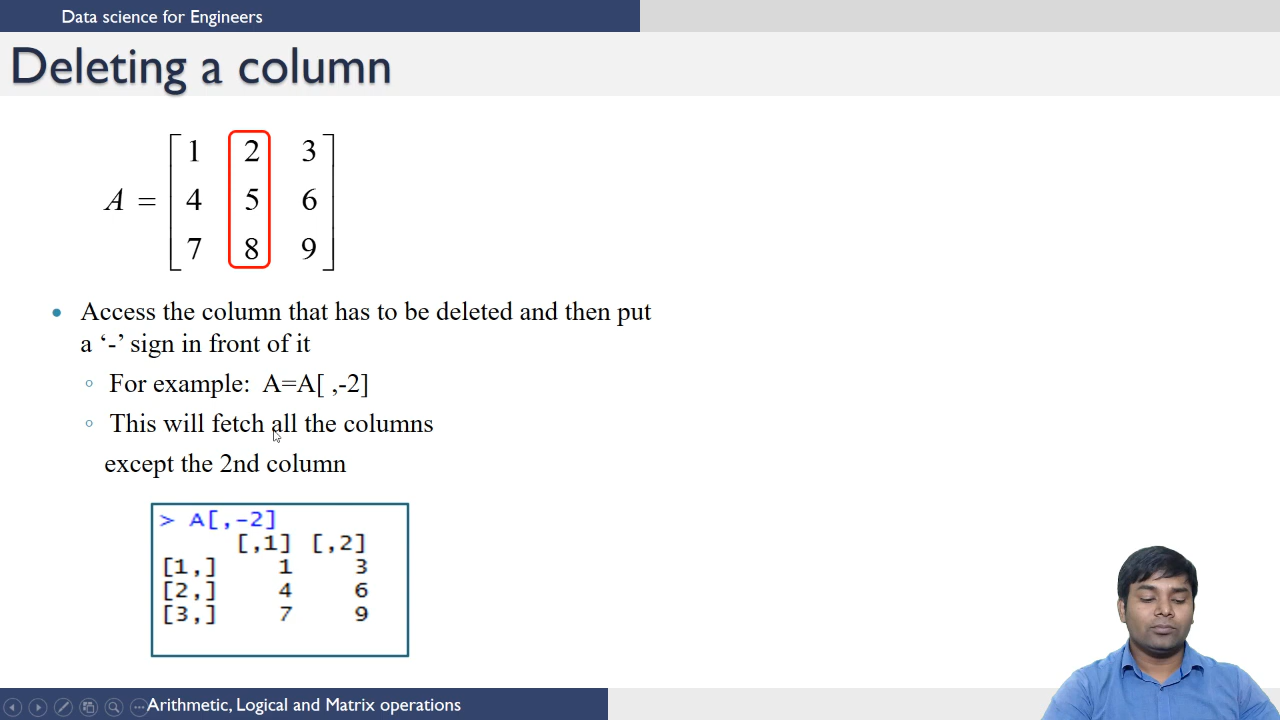 Data science for Engineers
Deleting a column
A = [ 1 2 3
4 5 6
7 8 9 ]
• Access the column that has to be deleted and then put
a ‘-’ sign in front of it
◦ For example: A=A[ ,-2]
◦ This will fetch all the columns
except the 2nd column
> A[,-2]
[,1] [,2]
[1,] 1 3
[2,] 4 6
[3,] 7 9
Arithmetic, Logical and Matrix operations